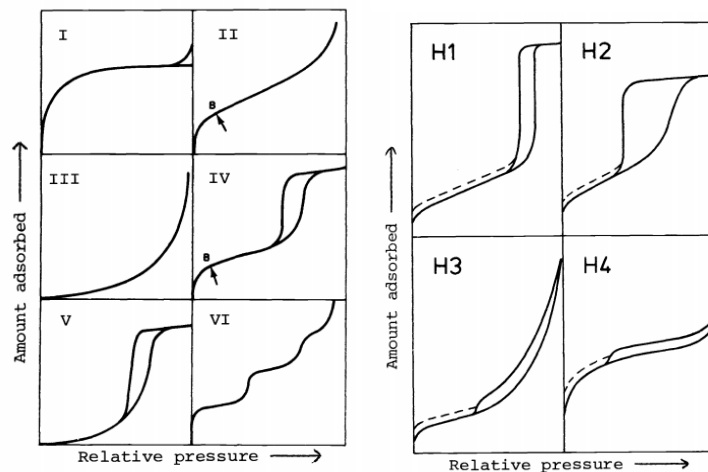 I
II
B
III
IV
B
V
VI
Amount adsorbed
Relative pressure
H1
H2
H3
H4
Amount adsorbed
Relative pressure